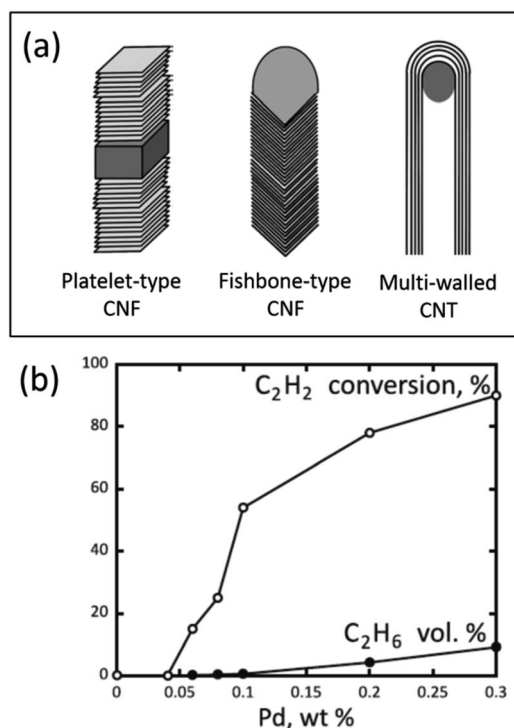 (a)
Platelet-type Fishbone-type Multi-walled
CNF CNF CNT
(b)
100
C₂H₂ conversion, %
80
60
40
20
C₂H₆ vol. %
0
0 0.05 0.1 0.15 0.2 0.25 0.3
Pd, wt %